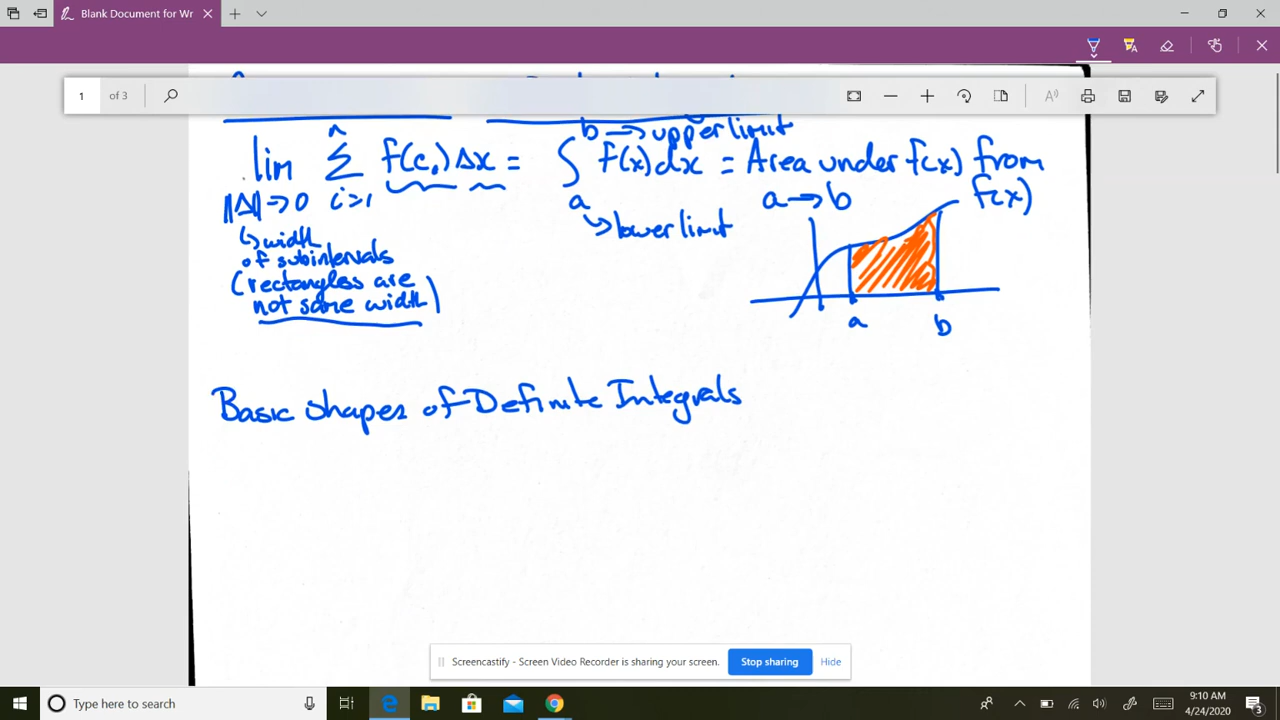 Blank Document for Wr
1 of 3
b → upper limit
lim n Σ i=1 f(cᵢ) Δx = ∫ f(x) dx = Area under f(x) from
||Δ|| → 0
a
a → b
f(x)
↳ lower limit
↳ width
of subintervals
(rectangless are
not same width)
a
b
Basic shapes of Definite Integrals
Screencastify - Screen Video Recorder is sharing your screen.
Stop sharing
Hide
Type here to search
9:10 AM
4/24/2020
3